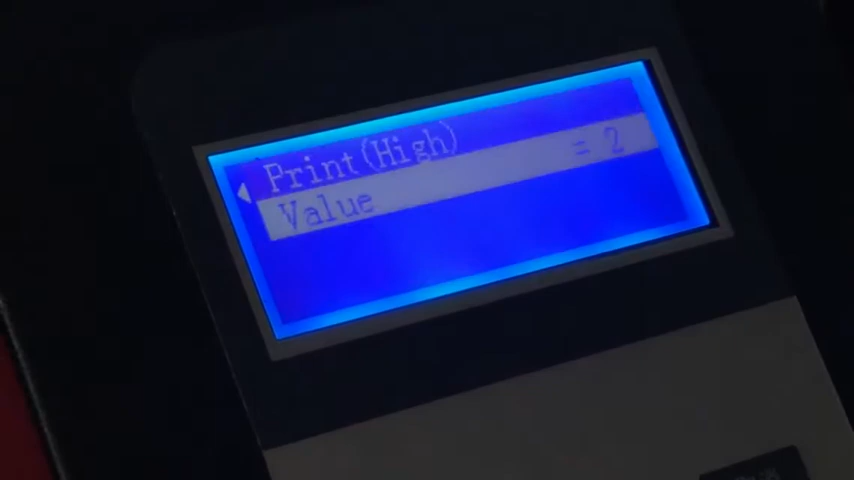 Print(High)
Value = 2